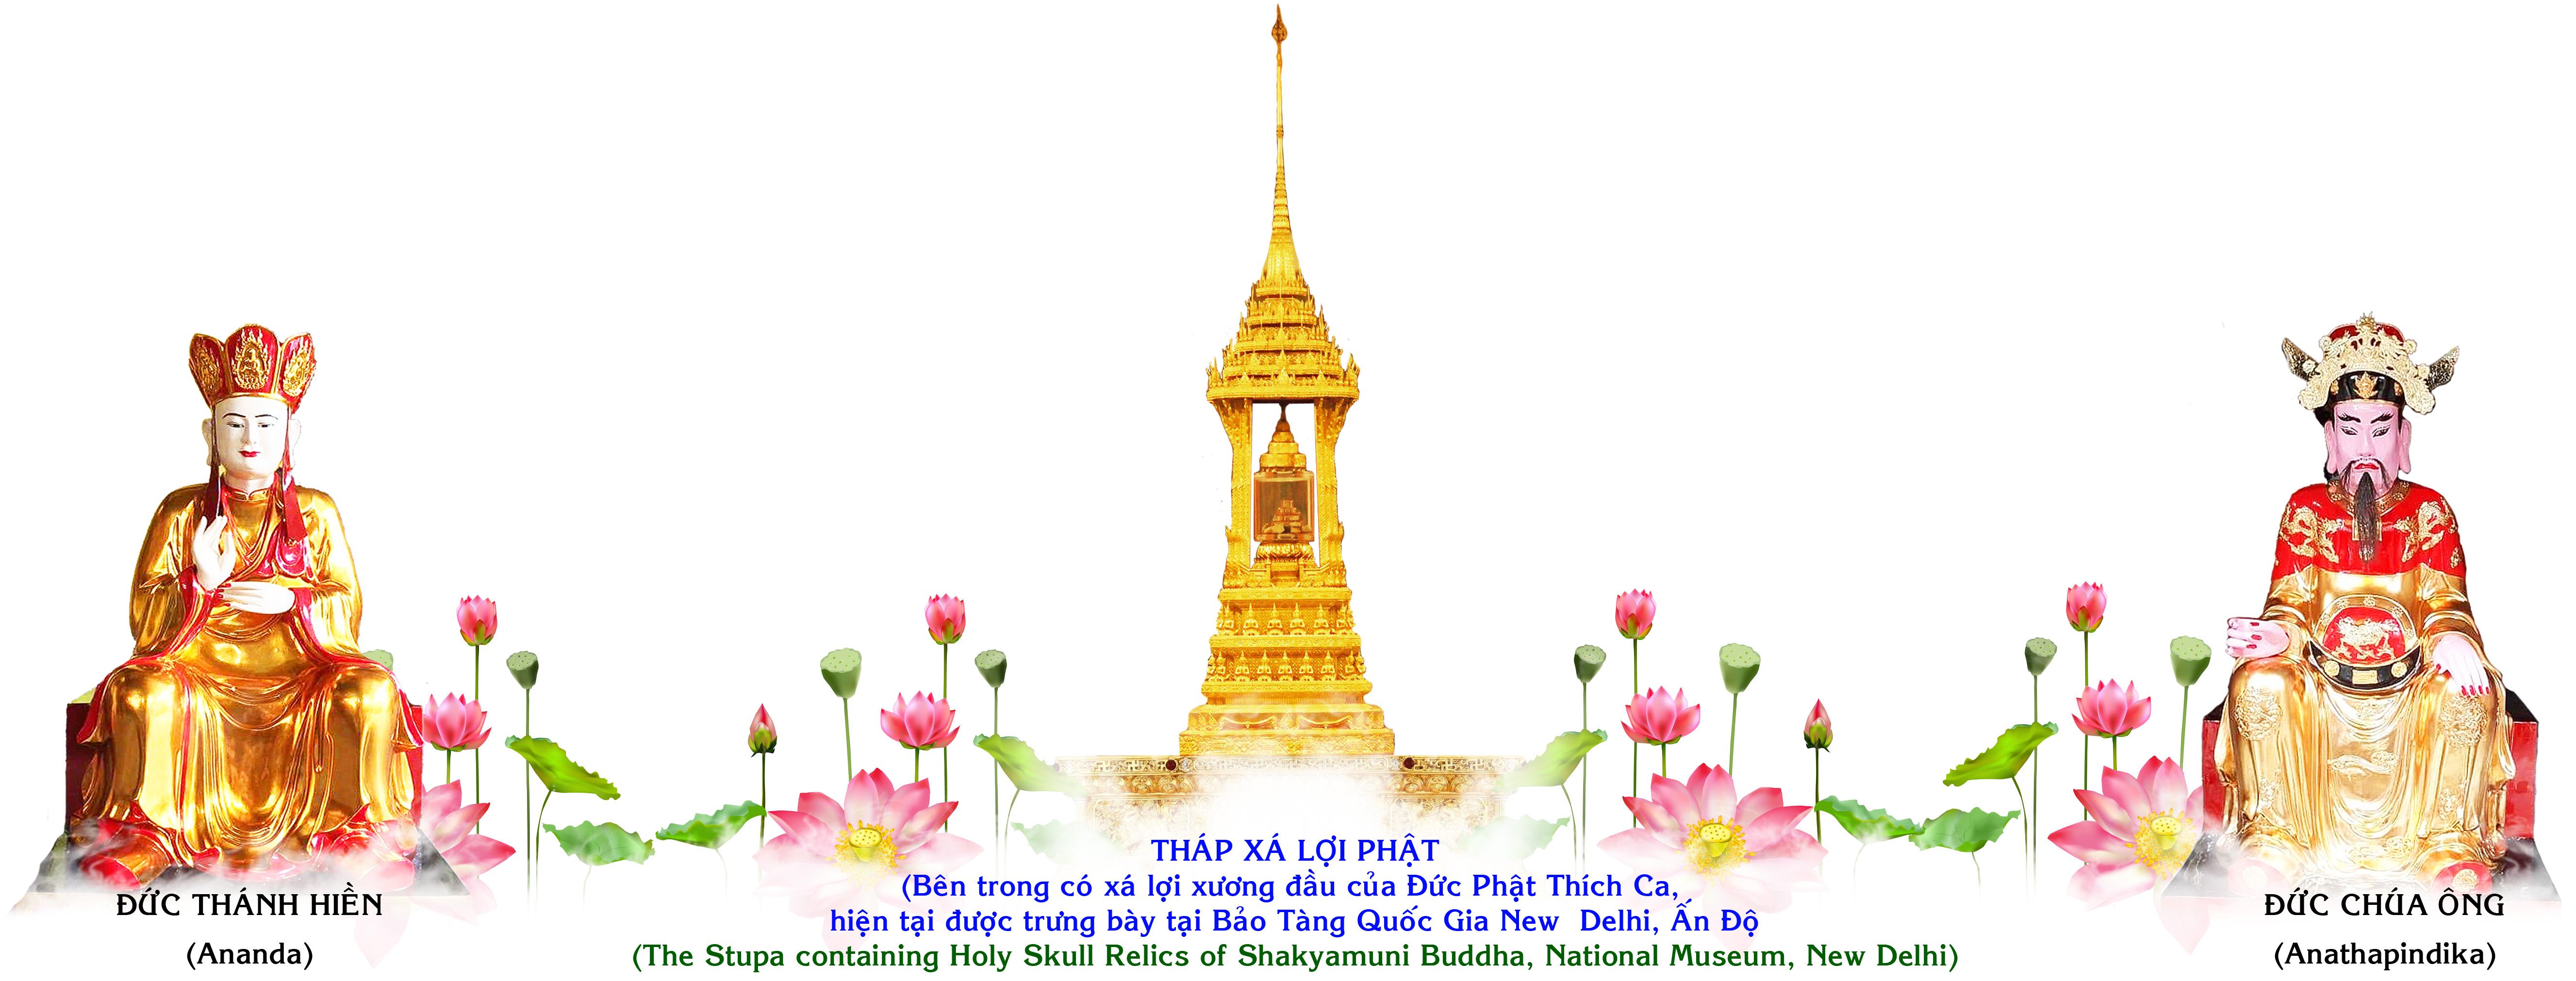 THÁP XÁ LỢI PHẬT
(Bên trong có xá lợi xương đầu của Đức Phật Thích Ca,
hiện tại được trưng bày tại Bảo Tàng Quốc Gia New Delhi, Ấn Độ
(The Stupa containing Holy Skull Relics of Shakyamuni Buddha, National Museum, New Delhi)
ĐỨC THÁNH HIỀN
(Ananda)
ĐỨC CHÚA ÔNG
(Anathapindika)